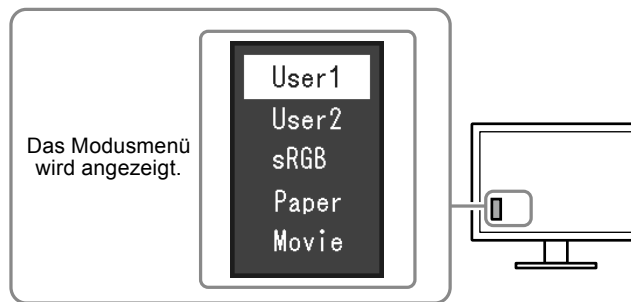 Das Modusmenü
wird angezeigt.
User1
User2
sRGB
Paper
Movie